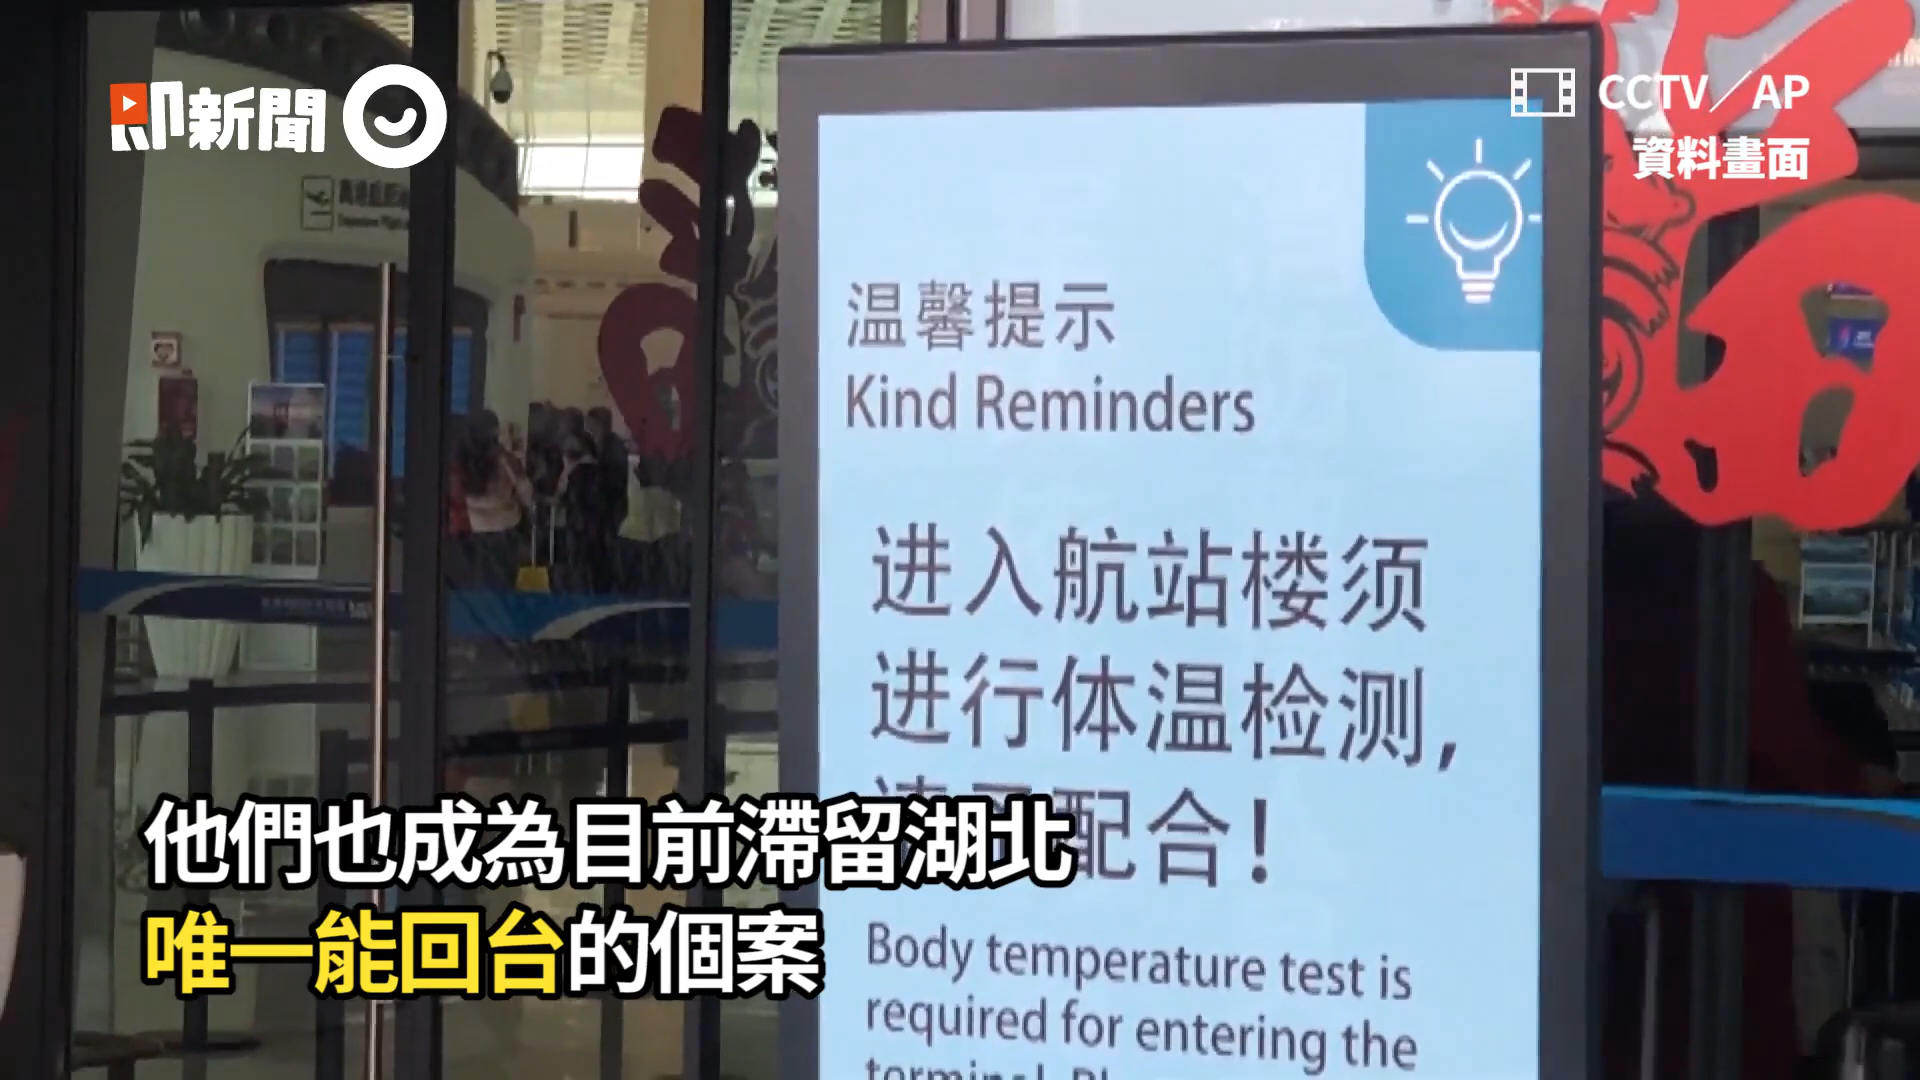 即新聞
CCTV／AP
資料畫面
温馨提示
Kind Reminders
进入航站楼须
进行体温检测,
配合!
Body temperature test is
required for entering the
他們也成為目前滯留湖北
唯一能回台的個案